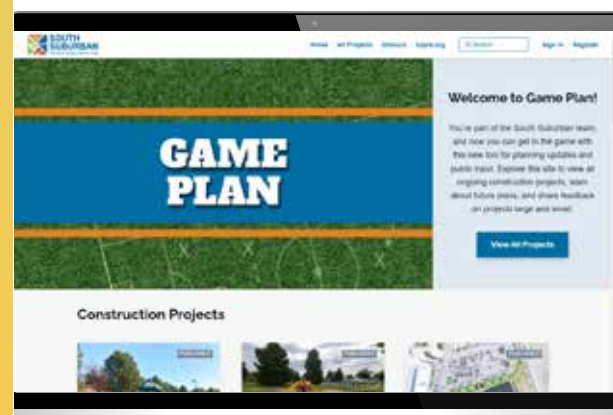 SOUTH
SUBURBAN
Home All Projects Sign In Register
GAME
PLAN
Welcome to Game Plan!
You're part of the South Suburban team,
and now you can get in the game with
this new tool for planning updates and
public input. Explore this site to view all
ongoing construction projects, learn
about future plans, and share feedback
on projects large and small.
View All Projects
Construction Projects